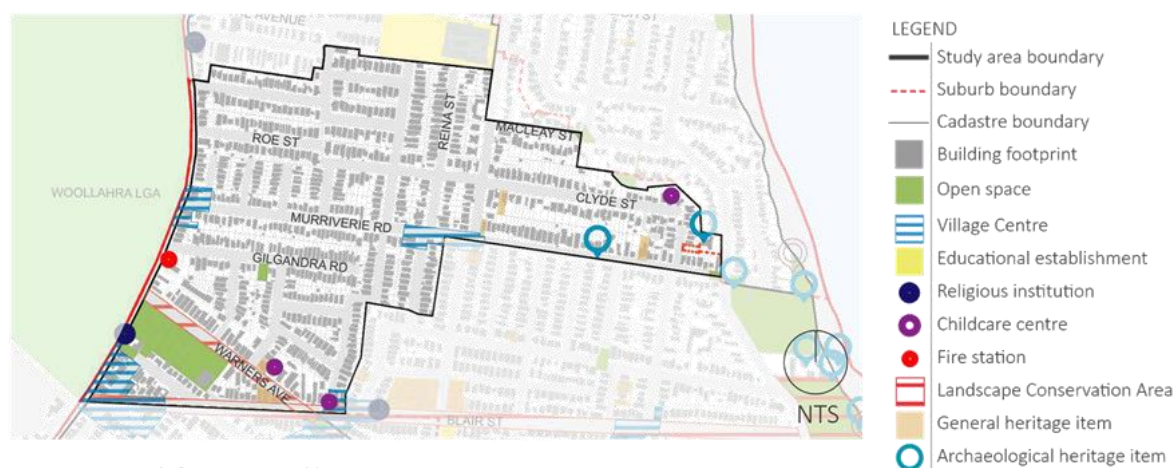 AVENUE
ROE ST
REINA ST
MACLEAY ST
WOOLLAHRA LGA
CLYDE ST
MURRIVERIE RD
GILGANDRA RD
WARNERS AVE
BLAIR ST
NTS
LEGEND
Study area boundary
Suburb boundary
Cadastre boundary
Building footprint
Open space
Village Centre
Educational establishment
Religious institution
Childcare centre
Fire station
Landscape Conservation Area
General heritage item
Archaeological heritage item